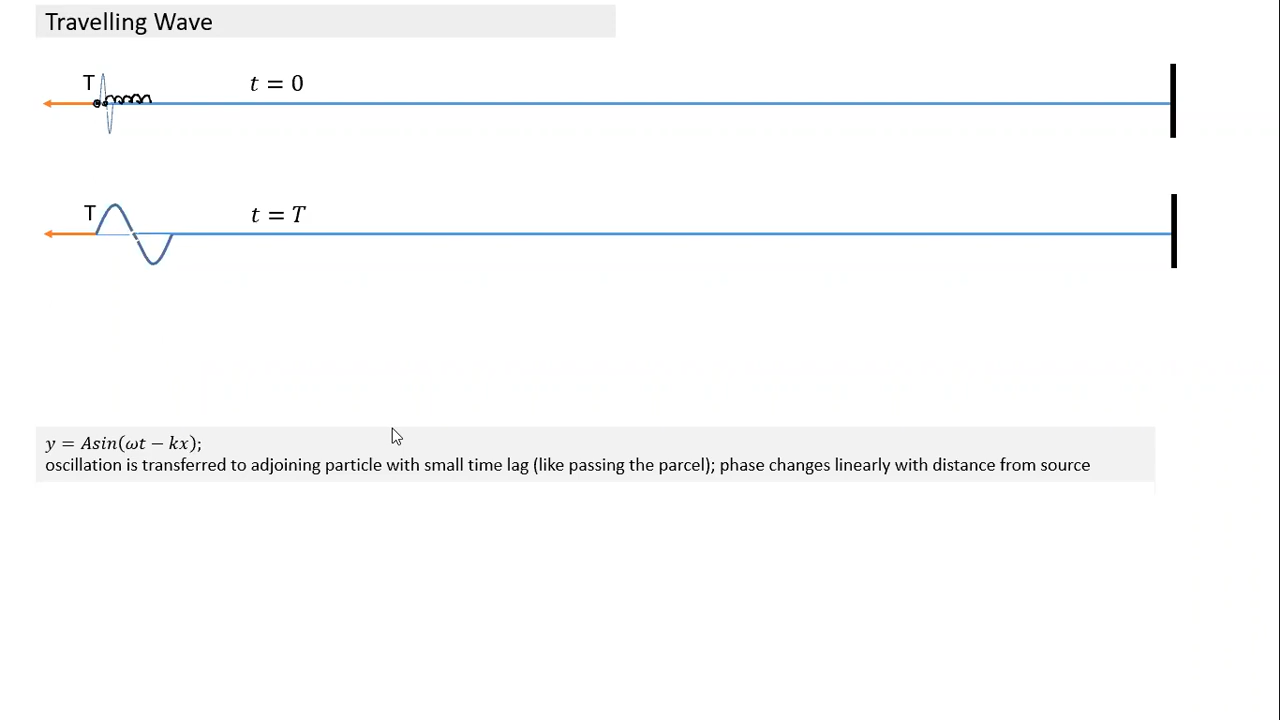 Travelling Wave
T
t = 0
T
t = T
y = Asin(ωt − kx);
oscillation is transferred to adjoining particle with small time lag (like passing the parcel); phase changes linearly with distance from source